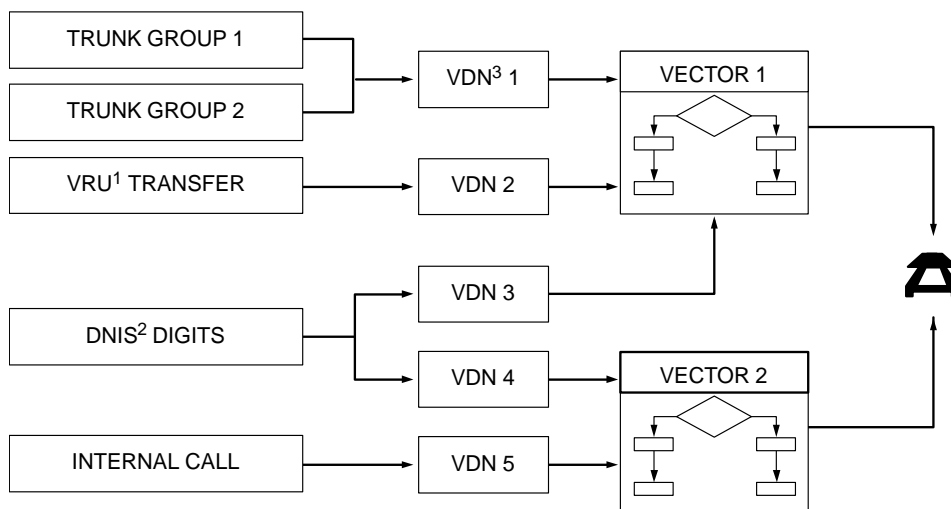 TRUNK GROUP 1
TRUNK GROUP 2
VRU¹ TRANSFER
DNIS² DIGITS
INTERNAL CALL
VDN³ 1
VDN 2
VDN 3
VDN 4
VDN 5
VECTOR 1
VECTOR 2